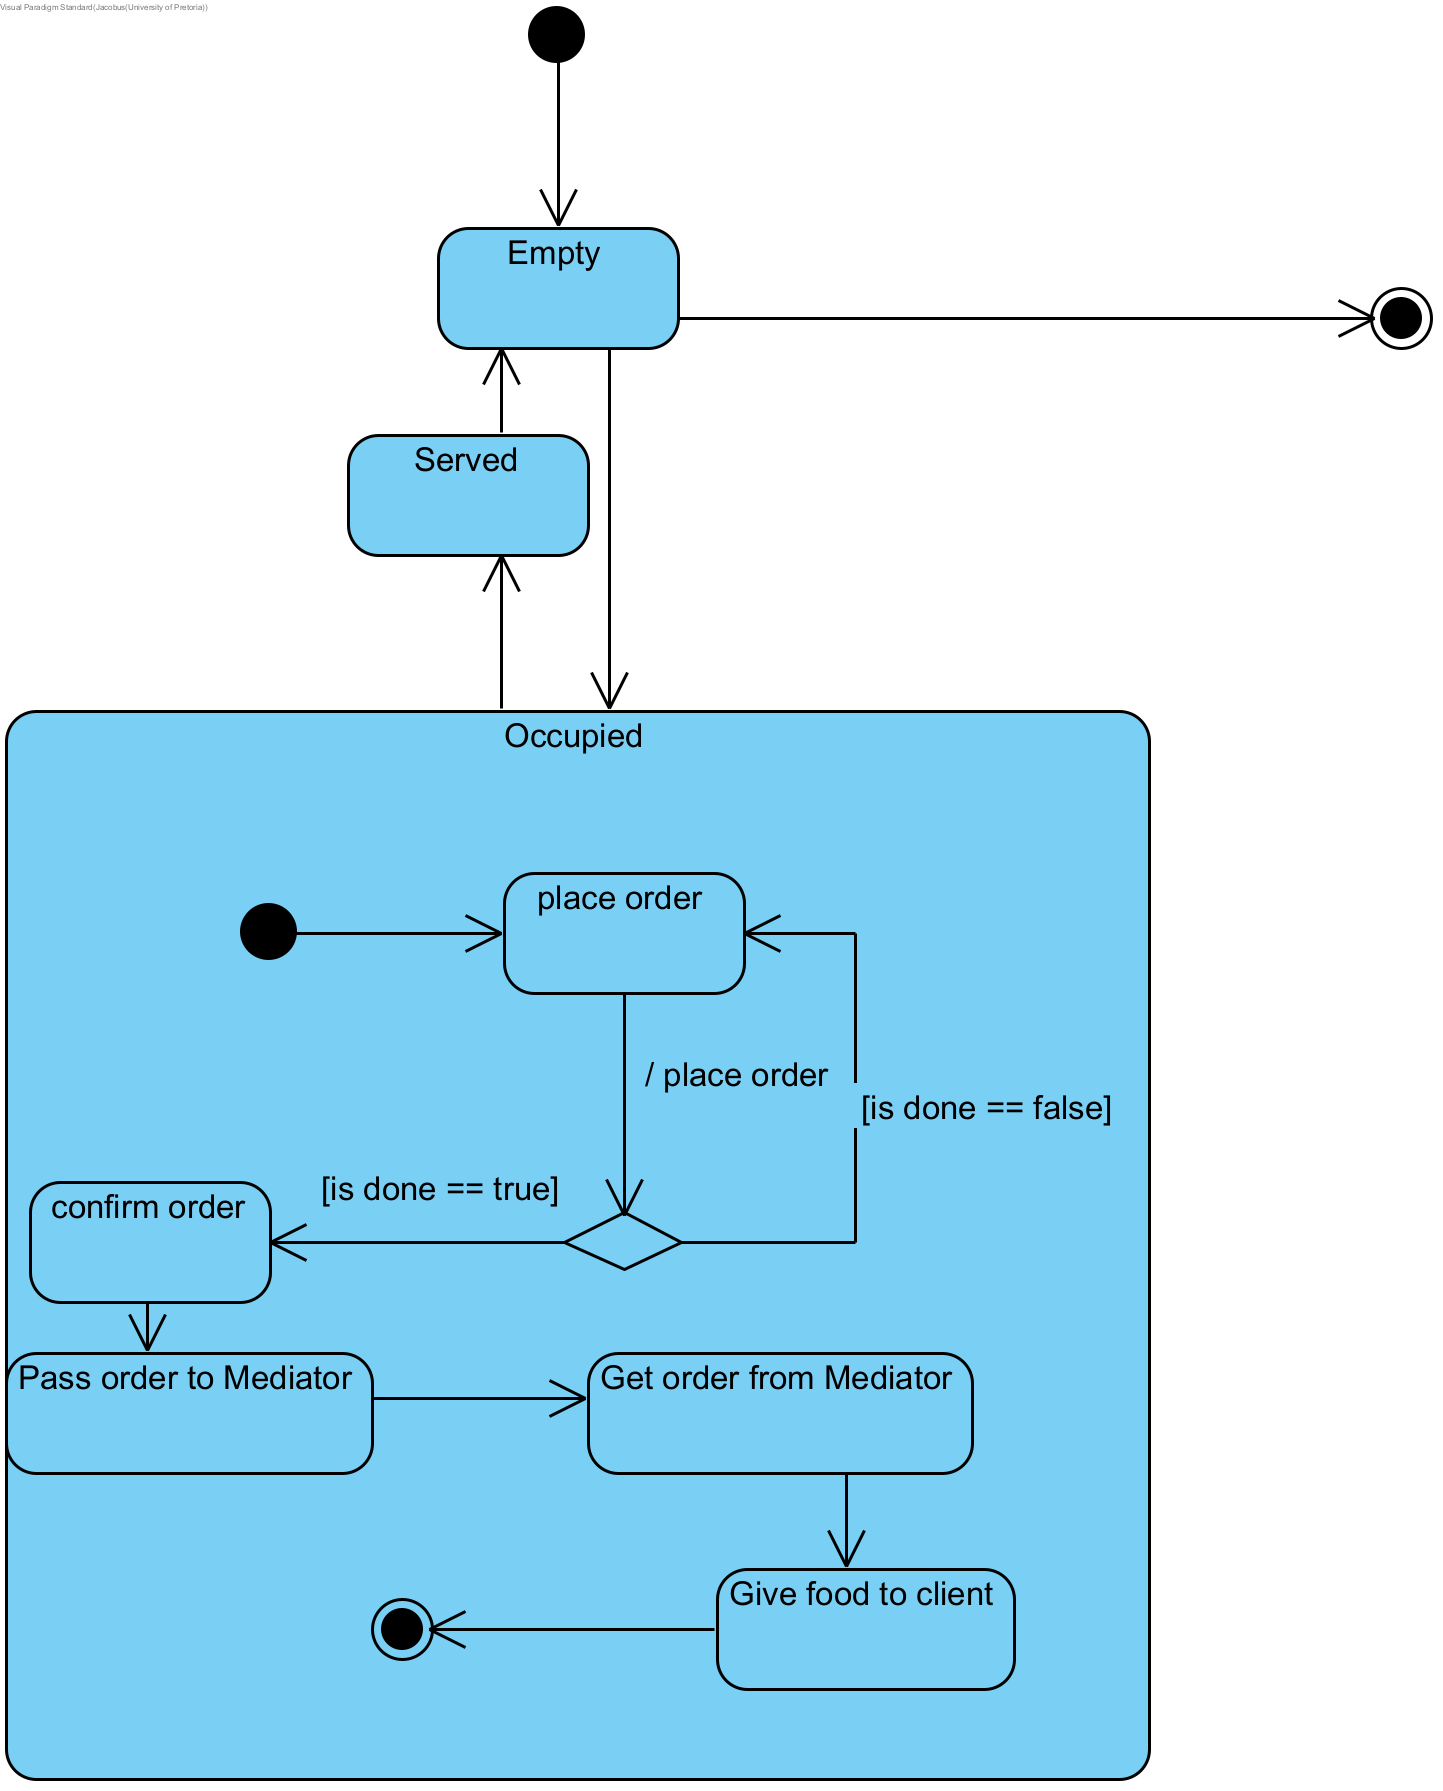 Visual Paradigm Standard(Jacobus(University of Pretoria))
Empty
Served
Occupied
place order
/ place order
[is done == false]
[is done == true]
confirm order
Pass order to Mediator
Get order from Mediator
Give food to client